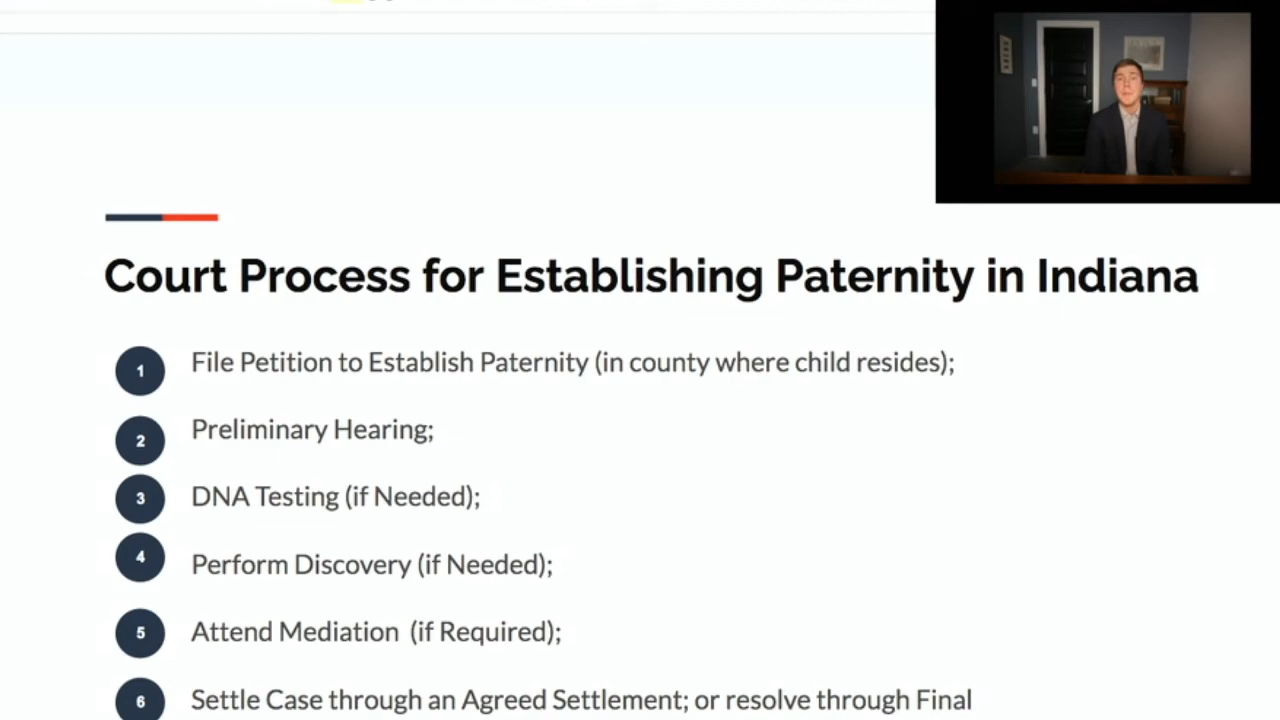 Court Process for Establishing Paternity in Indiana
1 File Petition to Establish Paternity (in county where child resides);
2 Preliminary Hearing;
3 DNA Testing (if Needed);
4 Perform Discovery (if Needed);
5 Attend Mediation (if Required);
6 Settle Case through an Agreed Settlement; or resolve through Final